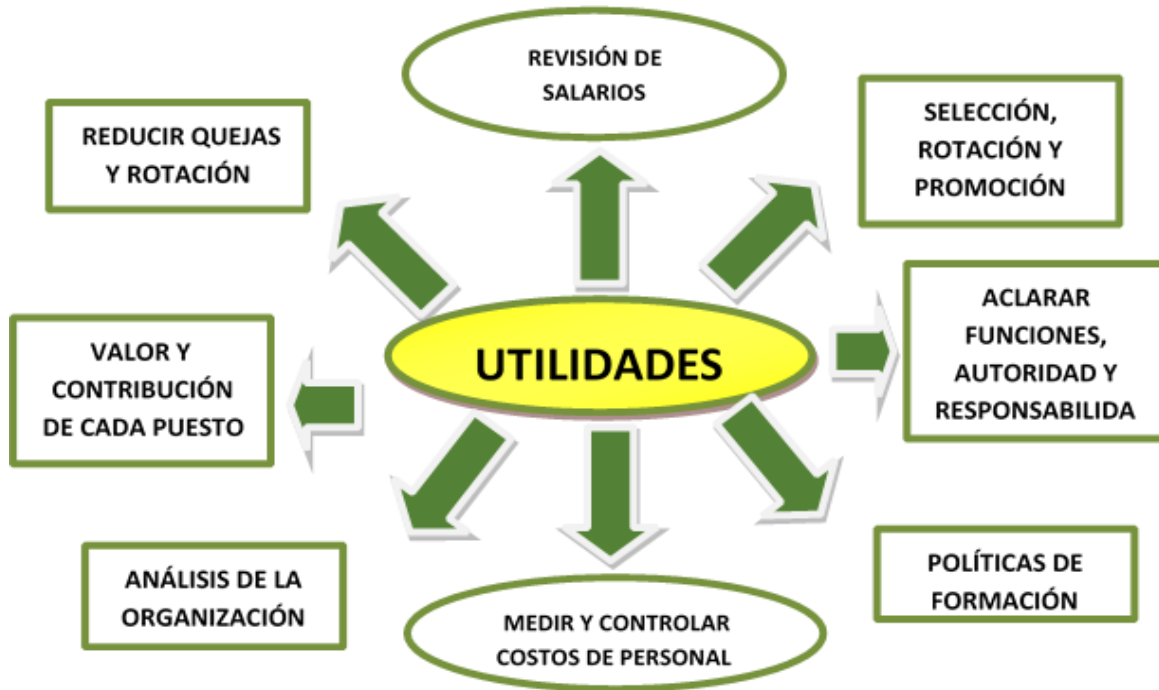 REVISIÓN DE
SALARIOS
REDUCIR QUEJAS
Y ROTACIÓN
SELECCIÓN,
ROTACIÓN Y
PROMOCIÓN
UTILIDADES
VALOR Y
CONTRIBUCIÓN
DE CADA PUESTO
ACLARAR
FUNCIONES,
AUTORIDAD Y
RESPONSABILIDA
ANÁLISIS DE LA
ORGANIZACIÓN
MEDIR Y CONTROLAR
COSTOS DE PERSONAL
POLÍTICAS DE
FORMACIÓN